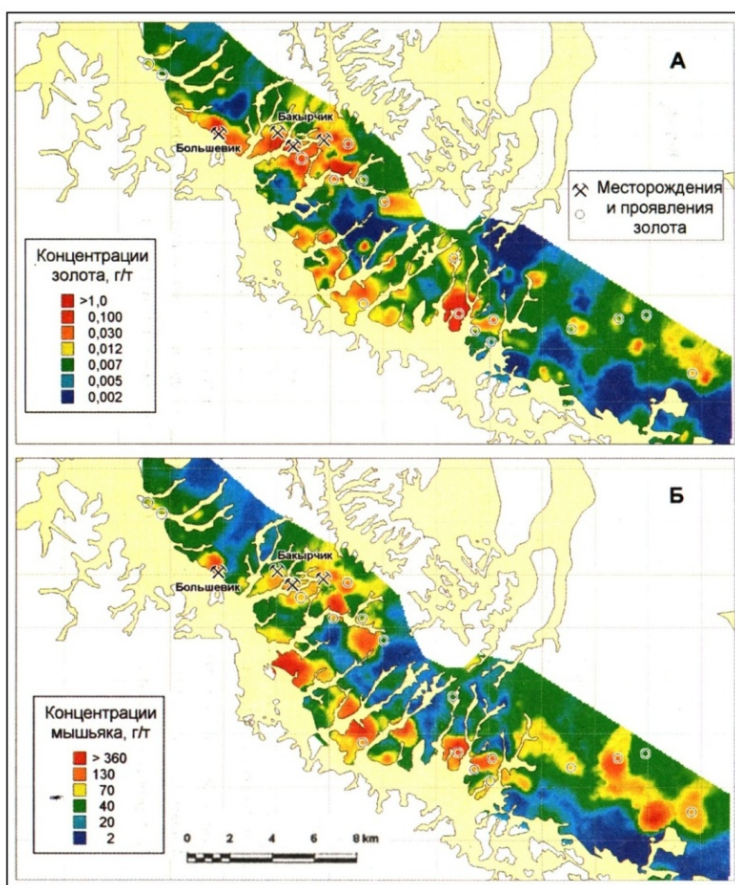 А
Бакырчик
Большевик
Месторождения
и проявления
золота
Концентрации
золота, г/т
>1,0
0,100
0,030
0,012
0,007
0,005
0,002
Б
Бакырчик
Большевик
Концентрации
мышьяка, г/т
> 360
130
70
40
20
2
0 2 4 6 8 km